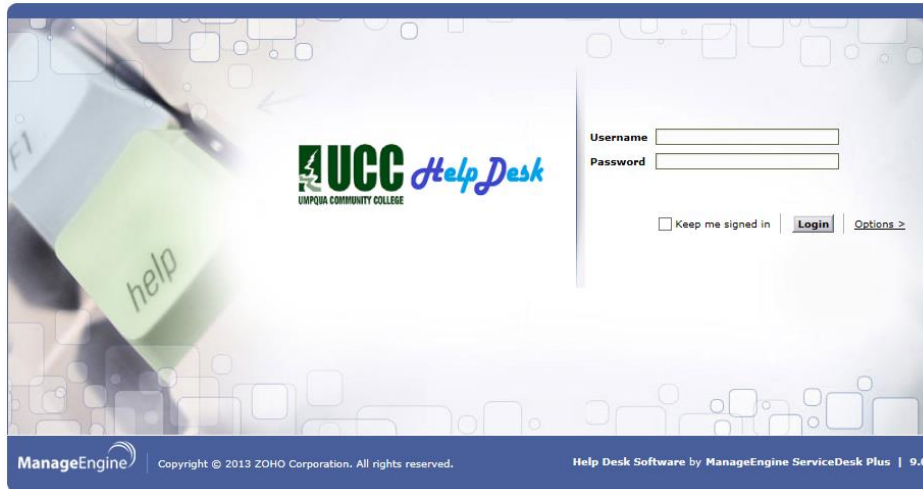 F1
help
UCC Help Desk
UMPQUA COMMUNITY COLLEGE
Username
Password
Keep me signed in Login Options >
ManageEngine Copyright © 2013 ZOHO Corporation. All rights reserved. Help Desk Software by ManageEngine ServiceDesk Plus | 9.